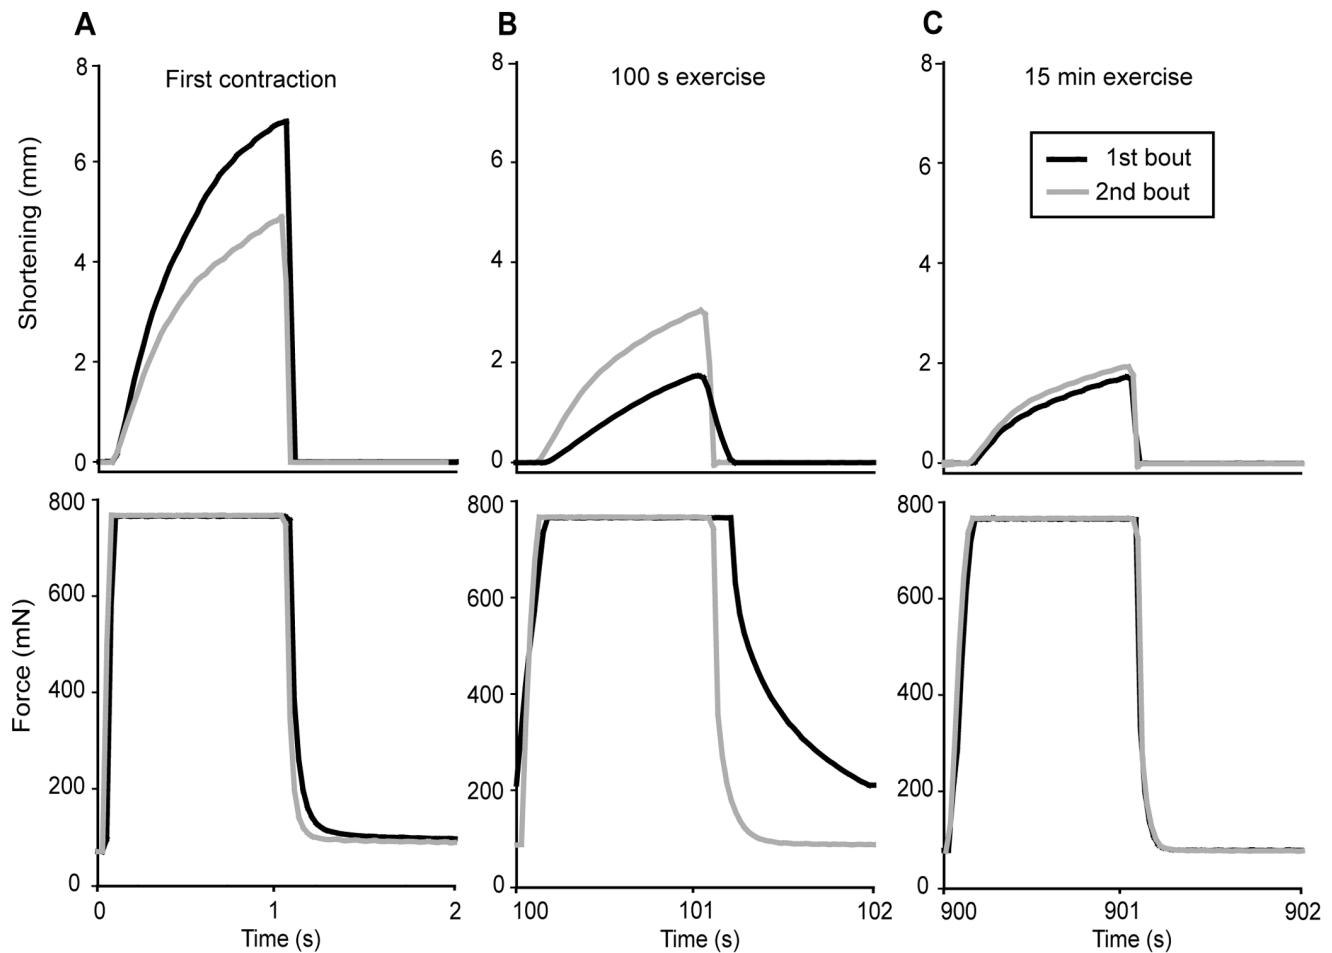 A
B
C
First contraction
100 s exercise
15 min exercise
1st bout
2nd bout
Shortening (mm)
8
6
4
2
0
8
6
4
2
0
8
6
4
2
0
Force (mN)
800
600
400
200
0
800
600
400
200
0
800
600
400
200
0
0 1 2
100 101 102
900 901 902
Time (s)
Time (s)
Time (s)